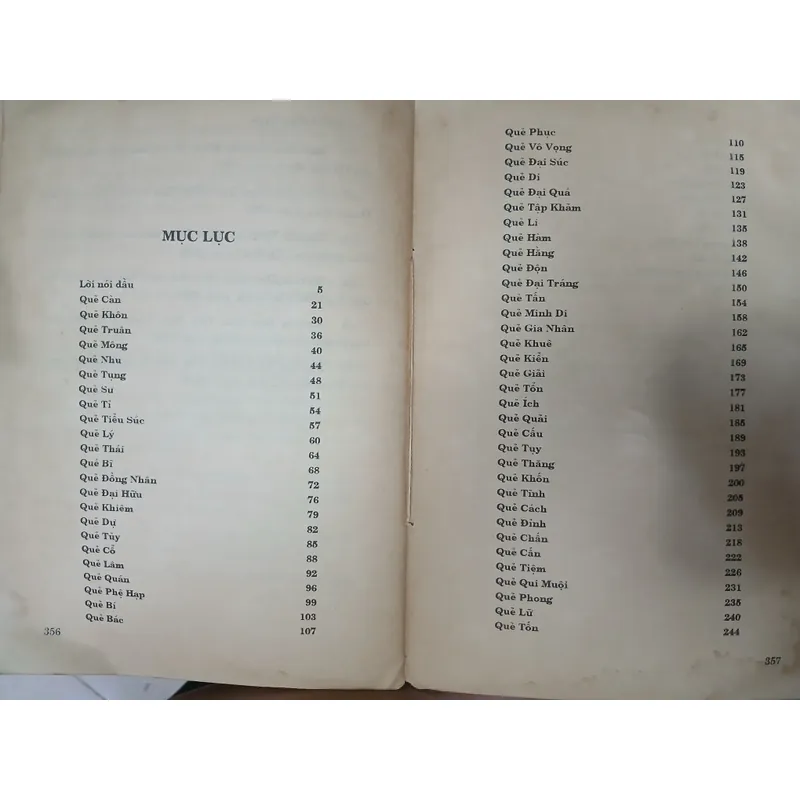 MỤC LỤC
Lời nói đầu 5
Quẻ Càn 21
Quẻ Khôn 30
Quẻ Truân 36
Quẻ Mông 40
Quẻ Nhu 44
Quẻ Tụng 48
Quẻ Sư 51
Quẻ Tỉ 54
Quẻ Tiểu Súc 57
Quẻ Lý 60
Quẻ Thái 64
Quẻ Bĩ 68
Quẻ Đồng Nhân 72
Quẻ Đại Hữu 76
Quẻ Khiêm 79
Quẻ Dự 82
Quẻ Tùy 85
Quẻ Cổ 88
Quẻ Lâm 92
Quẻ Quán 96
Quẻ Phệ Hạp 99
Quẻ Bí 103
Quẻ Bác 107
356
Quẻ Phục 110
Quẻ Vô Vọng 115
Quẻ Đại Súc 119
Quẻ Di 123
Quẻ Đại Quá 127
Quẻ Tập Khảm 131
Quẻ Li 135
Quẻ Hàm 138
Quẻ Hằng 142
Quẻ Độn 146
Quẻ Đại Tráng 150
Quẻ Tấn 154
Quẻ Minh Di 158
Quẻ Gia Nhân 162
Quẻ Khuê 165
Quẻ Kiển 169
Quẻ Giải 173
Quẻ Tổn 177
Quẻ Ích 181
Quẻ Quải 185
Quẻ Cấu 189
Quẻ Tụy 193
Quẻ Thăng 197
Quẻ Khốn 200
Quẻ Tỉnh 205
Quẻ Cách 209
Quẻ Đỉnh 213
Quẻ Chấn 218
Quẻ Cấn 222
Quẻ Tiệm 226
Quẻ Qui Muội 231
Quẻ Phong 235
Quẻ Lữ 240
Quẻ Tốn 244
357